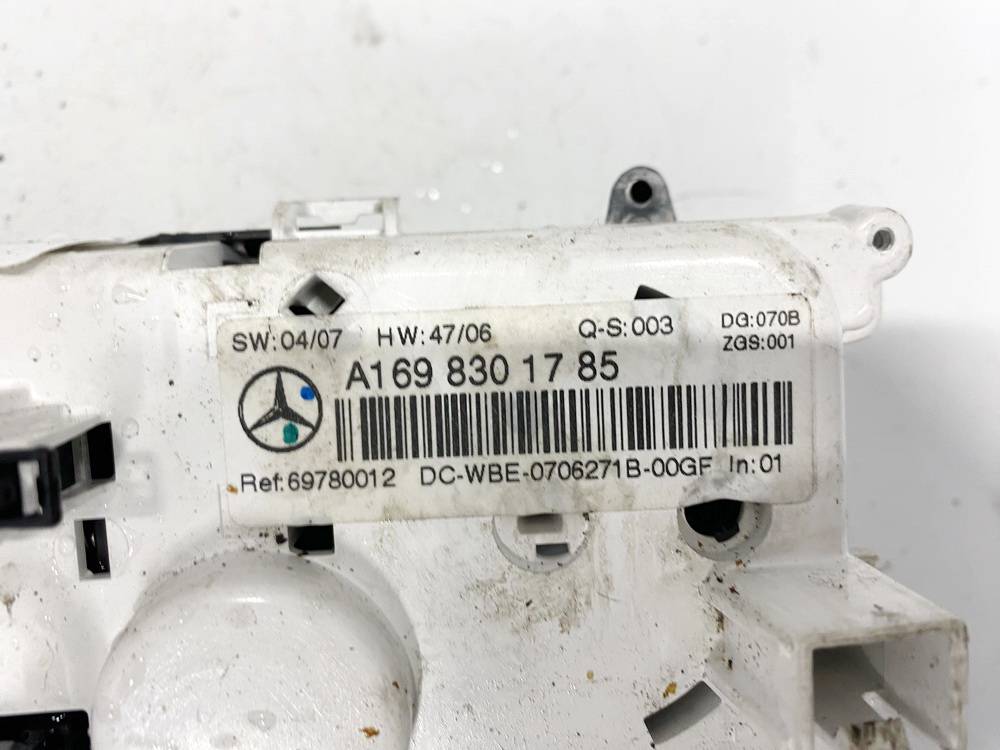 SW:04/07 HW:47/06 Q-S:003 DG:070B
ZGS:001
A169 830 17 85
Ref:69780012 DC-WBE-0706271B-00GF In:01